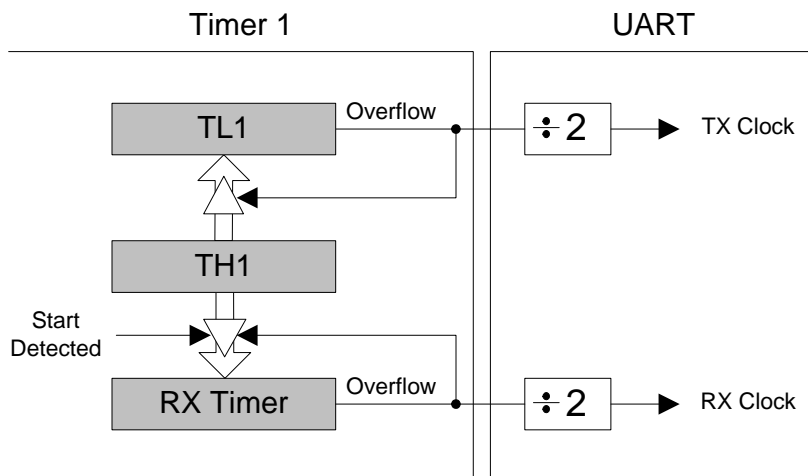 Timer 1
UART
TL1
Overflow
÷2
TX Clock
TH1
Start
Detected
RX Timer
Overflow
÷2
RX Clock